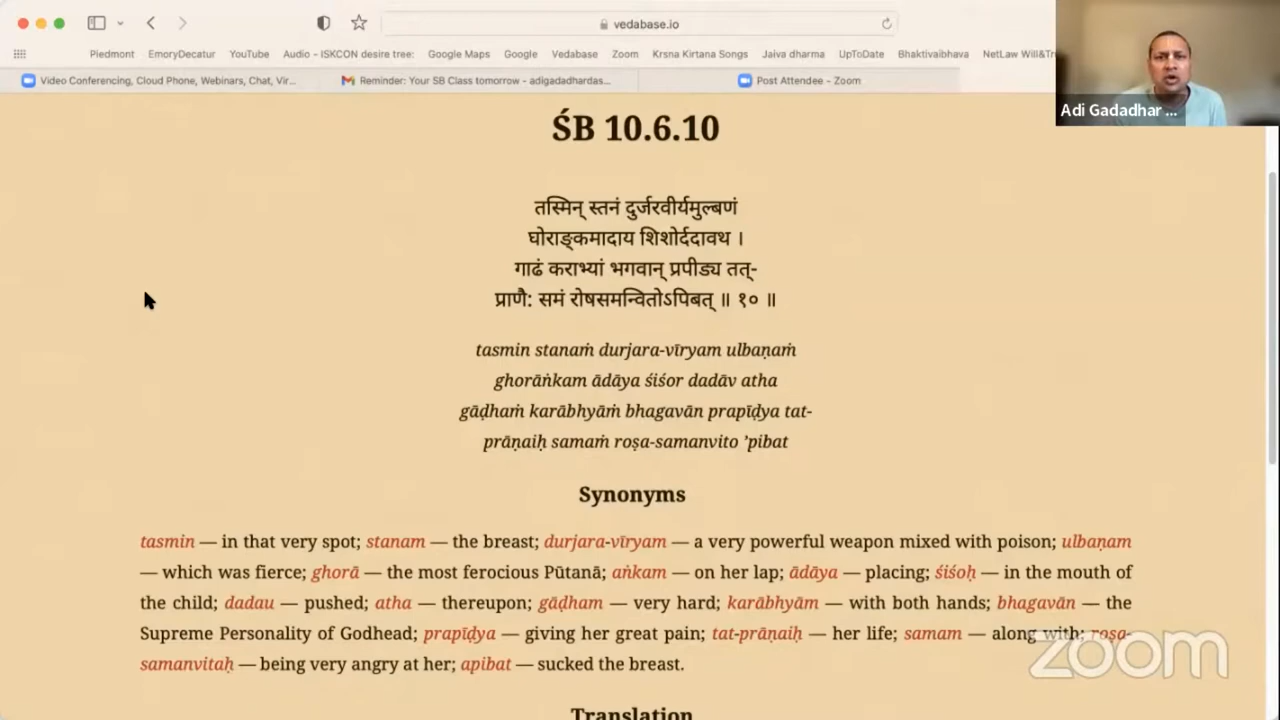 vedabase.io
Piedmont EmoryDecatur YouTube Audio – ISKCON desire tree: Google Maps Google Vedabase Zoom Krsna Kirtana Songs Jaiva dharma UpToDate Bhaktivaibhava NetLaw Will&Tr
Video Conferencing, Cloud Phone, Webinars, Chat, Vir... Reminder: Your SB Class tomorrow - adigadadhardas... Post Attendee - Zoom
Adi Gadadhar ...
ŚB 10.6.10
तस्मिन् स्तनं दुर्जरवीर्यमुल्बणं
घोराङ्कमादाय शिशोर्ददावथ ।
गाढं कराभ्यां भगवान् प्रपीड्य तत्-
प्राणै: समं रोषसमन्वितोऽपिबत् ॥ १० ॥
tasmin stanaṁ durjara-vīryam ulbaṇaṁ
ghorāṅkam ādāya śiśor dadāv atha
gāḍhaṁ karābhyāṁ bhagavān prapīḍya tat-
prāṇaiḥ samaṁ roṣa-samanvito ’pibat
Synonyms
tasmin — in that very spot; stanam — the breast; durjara-vīryam — a very powerful weapon mixed with poison; ulbaṇam
— which was fierce; ghorā — the most ferocious Pūtanā; aṅkam — on her lap; ādāya — placing; śiśoḥ — in the mouth of
the child; dadau — pushed; atha — thereupon; gāḍham — very hard; karābhyām — with both hands; bhagavān — the
Supreme Personality of Godhead; prapīḍya — giving her great pain; tat-prāṇaiḥ — her life; samam — along with; roṣa-
samanvitaḥ — being very angry at her; apibat — sucked the breast.
zoom
Translation